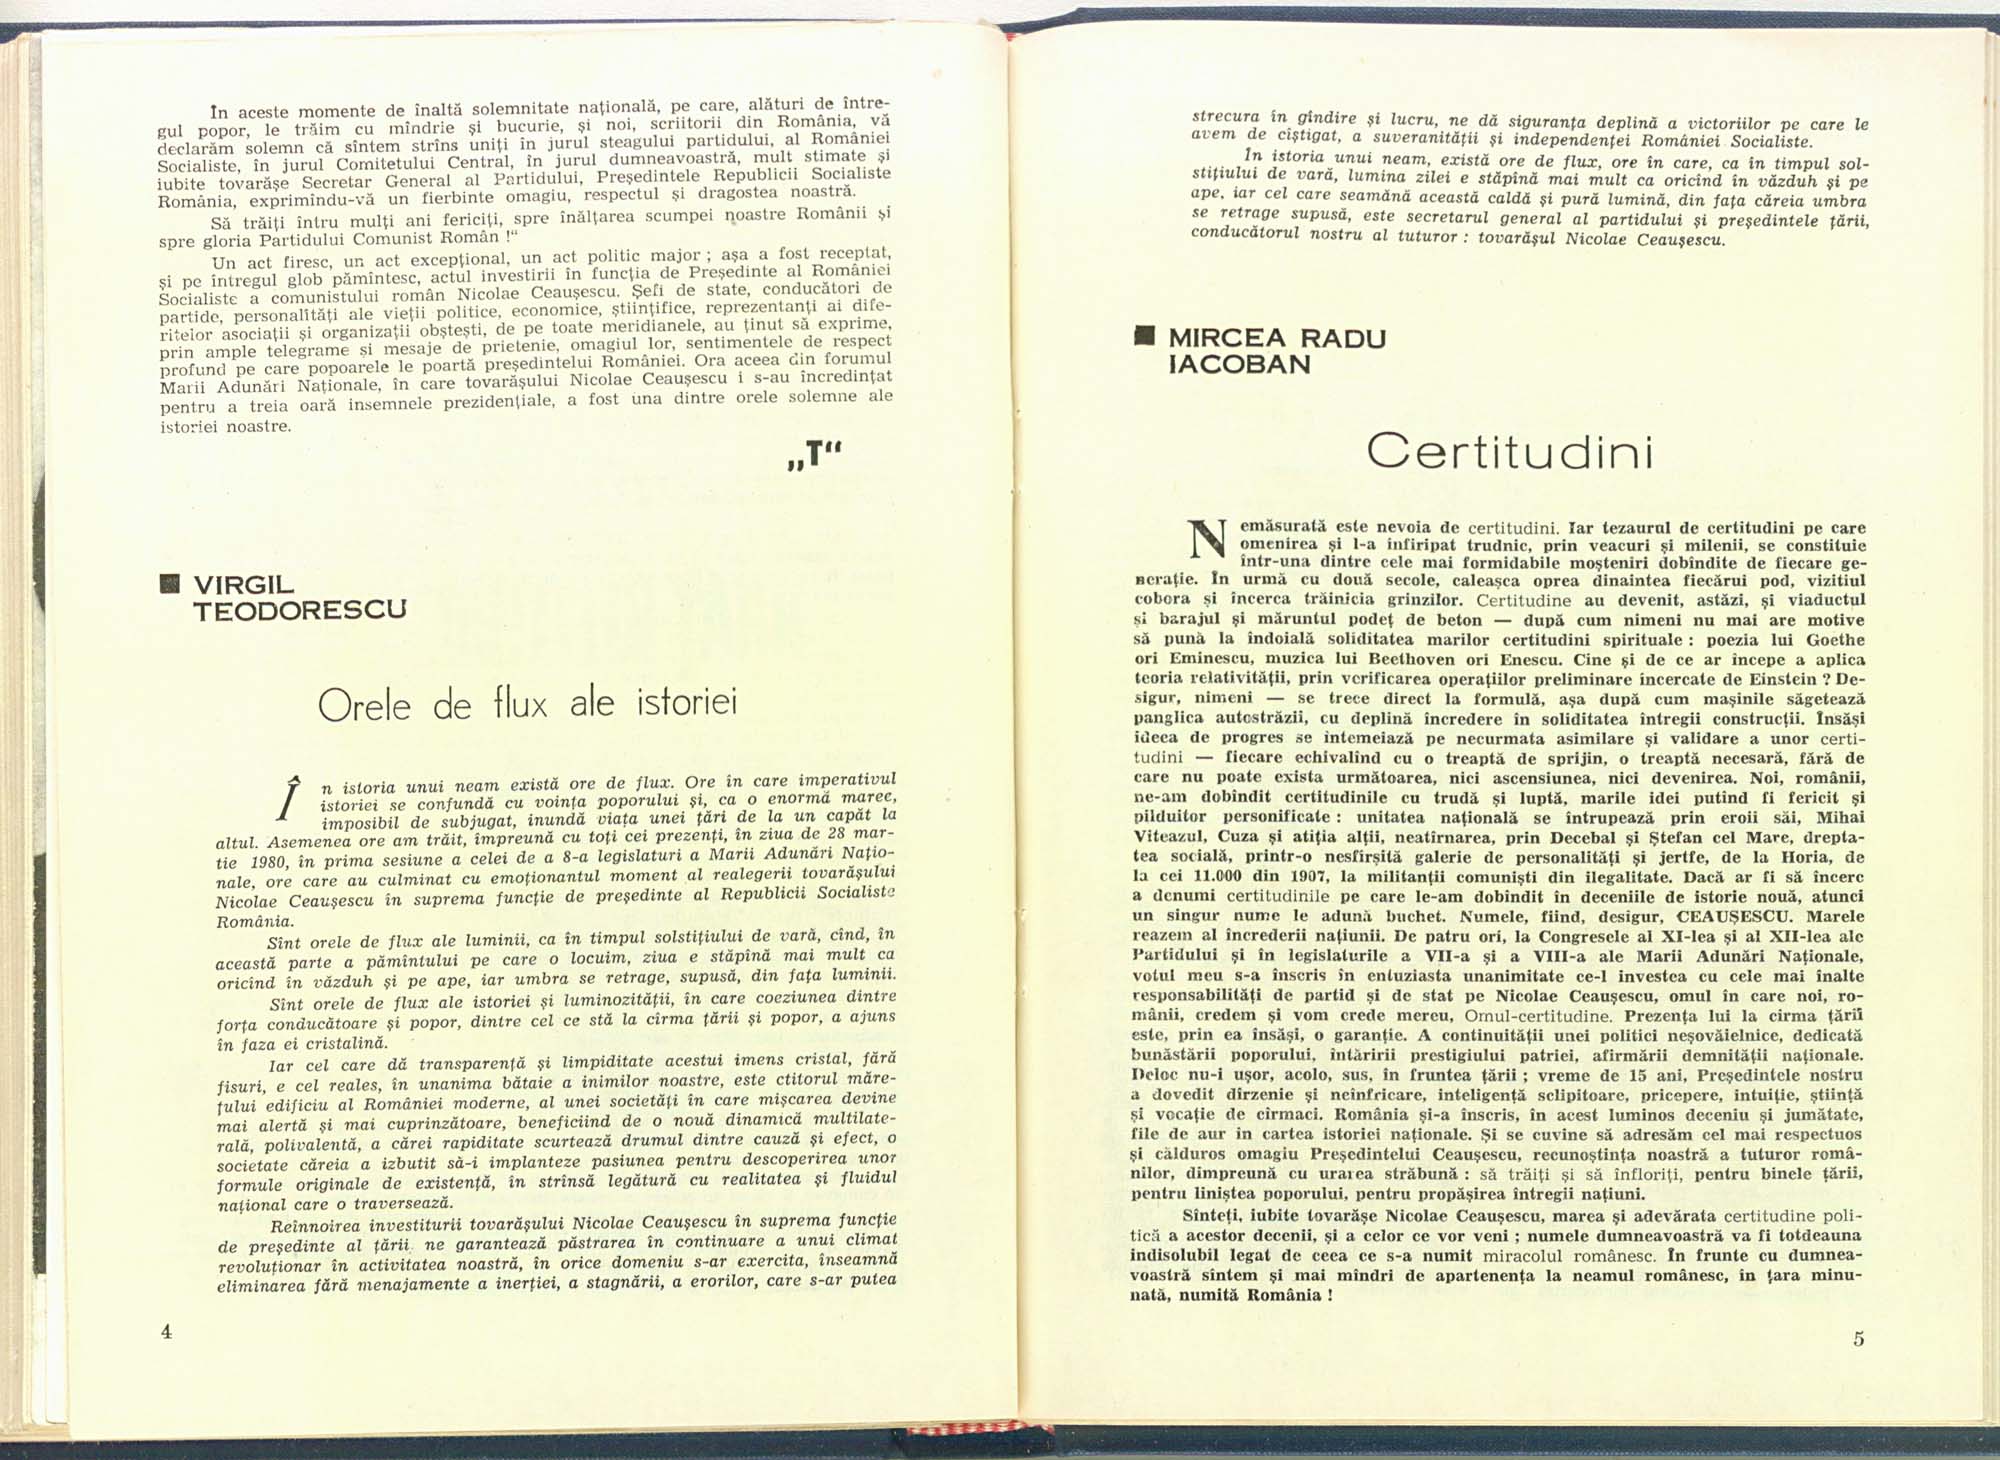 În aceste momente de înaltă solemnitate națională, pe care, alături de între-
gul popor, le trăim cu mîndrie și bucurie, și noi, scriitorii din România, vă
declarăm solemn că sîntem strîns uniți în jurul steagului partidului, al României
Socialiste, în jurul Comitetului Central, în jurul dumneavoastră, mult stimate și
iubite tovarășe Secretar General al Partidului, Președintele Republicii Socialiste
România, exprimîndu-vă un fierbinte omagiu, respectul și dragostea noastră.
Să trăiți întru mulți ani fericiți, spre înălțarea scumpei noastre Românii și
spre gloria Partidului Comunist Român !“
Un act firesc, un act excepțional, un act politic major ; așa a fost receptat,
și pe întregul glob pămîntesc, actul investirii în funcția de Președinte al României
Socialiste a comunistului român Nicolae Ceaușescu. Șefi de state, conducători de
partide, personalități ale vieții politice, economice, științifice, reprezentanți ai dife-
ritelor asociații și organizații obștești, de pe toate meridianele, au ținut să exprime,
prin ample telegrame și mesaje de prietenie, omagiul lor, sentimentele de respect
profund pe care popoarele le poartă președintelui României. Ora aceea din forumul
Marii Adunări Naționale, în care tovarășului Nicolae Ceaușescu i s-au încredințat
pentru a treia oară insemnele prezidențiale, a fost una dintre orele solemne ale
istoriei noastre.
„T“
VIRGIL
TEODORESCU
Orele de flux ale istoriei
În istoria unui neam există ore de flux. Ore în care imperativul
istoriei se confundă cu voința poporului și, ca o enormă maree,
imposibil de subjugat, inundă viața unei țări de la un capăt la
altul. Asemenea ore am trăit, împreună cu toți cei prezenți, în ziua de 28 mar-
tie 1980, în prima sesiune a celei de a 8-a legislaturi a Marii Adunări Națio-
nale, ore care au culminat cu emoționantul moment al realegerii tovarășului
Nicolae Ceaușescu în suprema funcție de președinte al Republicii Socialiste
România.
Sînt orele de flux ale luminii, ca în timpul solstițiului de vară, cînd, în
această parte a pămîntului pe care o locuim, ziua e stăpînă mai mult ca
oricînd în văzduh și pe ape, iar umbra se retrage, supusă, din fața luminii.
Sînt orele de flux ale istoriei și luminozității, în care coeziunea dintre
forța conducătoare și popor, dintre cel ce stă la cîrma țării și popor, a ajuns
în faza ei cristalină.
Iar cel care dă transparență și limpiditate acestui imens cristal, fără
fisuri, e cel reales, în unanima bătaie a inimilor noastre, este ctitorul măre-
țului edificiu al României moderne, al unei societăți în care mișcarea devine
mai alertă și mai cuprinzătoare, beneficiind de o nouă dinamică multilate-
rală, polivalentă, a cărei rapiditate scurtează drumul dintre cauză și efect, o
societate căreia a izbutit să-i implanteze pasiunea pentru descoperirea unor
formule originale de existență, în strînsă legătură cu realitatea și fluidul
național care o traversează.
Reînnoirea investiturii tovarășului Nicolae Ceaușescu în suprema funcție
de președinte al țării ne garantează păstrarea în continuare a unui climat
revoluționar în activitatea noastră, în orice domeniu s-ar exercita, înseamnă
eliminarea fără menajamente a inerției, a stagnării, a erorilor, care s-ar putea
4
strecura în gîndire și lucru, ne dă siguranța deplină a victoriilor pe care le
avem de cîștigat, a suveranității și independenței României Socialiste.
În istoria unui neam, există ore de flux, ore în care, ca în timpul sol-
stițiului de vară, lumina zilei e stăpînă mai mult ca oricînd în văzduh și pe
ape, iar cel care seamănă această caldă și pură lumină, din fața căreia umbra
se retrage supusă, este secretarul general al partidului și președintele țării,
conducătorul nostru al tuturor : tovarășul Nicolae Ceaușescu.
MIRCEA RADU
IACOBAN
Certitudini
Nemăsurată este nevoia de certitudini. Iar tezaurul de certitudini pe care
omenirea și l-a înfiripat trudnic, prin veacuri și milenii, se constituie
într-una dintre cele mai formidabile moșteniri dobîndite de fiecare ge-
nerație. În urmă cu două secole, caleașca oprea dinaintea fiecărui pod, vizitiul
cobora și încerca trăinicia grinzilor. Certitudine au devenit, astăzi, și viaductul
și barajul și măruntul podeț de beton — după cum nimeni nu mai are motive
să pună la îndoială soliditatea marilor certitudini spirituale : poezia lui Goethe
ori Eminescu, muzica lui Beethoven ori Enescu. Cine și de ce ar începe a aplica
teoria relativității, prin verificarea operațiilor preliminare încercate de Einstein ? De-
sigur, nimeni — se trece direct la formulă, așa după cum mașinile săgetează
panglica autostrăzii, cu deplină încredere în soliditatea întregii construcții. Însăși
ideea de progres se întemeiază pe necurmata asimilare și validare a unor certi-
tudini — fiecare echivalînd cu o treaptă de sprijin, o treaptă necesară, fără de
care nu poate exista următoarea, nici ascensiunea, nici devenirea. Noi, românii,
ne-am dobîndit certitudinile cu trudă și luptă, marile idei putînd fi fericit și
pilduitor personificate : unitatea națională se întrupează prin eroii săi, Mihai
Viteazul, Cuza și atîția alții, neatîrnarea, prin Decebal și Ștefan cel Mare, drepta-
tea socială, printr-o nesfîrșită galerie de personalități și jertfe, de la Horia, de
la cei 11.000 din 1907, la militanții comuniști din ilegalitate. Dacă ar fi să încerc
a denumi certitudinile pe care le-am dobîndit în deceniile de istorie nouă, atunci
un singur nume le adună buchet. Numele, fiind, desigur, CEAUȘESCU. Marele
reazem al încrederii națiunii. De patru ori, la Congresele al XI-lea și al XII-lea ale
Partidului și în legislaturile a VII-a și a VIII-a ale Marii Adunări Naționale,
votul meu s-a înscris în entuziasta unanimitate ce-l investea cu cele mai înalte
responsabilități de partid și de stat pe Nicolae Ceaușescu, omul în care noi, ro-
mânii, credem și vom crede mereu, Omul-certitudine. Prezența lui la cîrma țării
este, prin ea însăși, o garanție. A continuității unei politici neșovăielnice, dedicată
bunăstării poporului, întăririi prestigiului patriei, afirmării demnității naționale.
Deloc nu-i ușor, acolo, sus, în fruntea țării ; vreme de 15 ani, Președintele nostru
a dovedit dîrzenie și neînfricare, inteligență sclipitoare, pricepere, intuiție, știință
și vocație de cîrmaci. România și-a înscris, în acest luminos deceniu și jumătate,
file de aur în cartea istoriei naționale. Și se cuvine să adresăm cel mai respectuos
și călduros omagiu Președintelui Ceaușescu, recunoștința noastră a tuturor româ-
nilor, dimpreună cu urarea străbună : să trăiți și să înfloriți, pentru binele țării,
pentru liniștea poporului, pentru propășirea întregii națiuni.
Sînteți, iubite tovarășe Nicolae Ceaușescu, marea și adevărata certitudine poli-
tică a acestor decenii, și a celor ce vor veni ; numele dumneavoastră va fi totdeauna
indisolubil legat de ceea ce s-a numit miracolul românesc. În frunte cu dumnea-
voastră sîntem și mai mîndri de apartenența la neamul românesc, în țara minu-
nată, numită România !
5